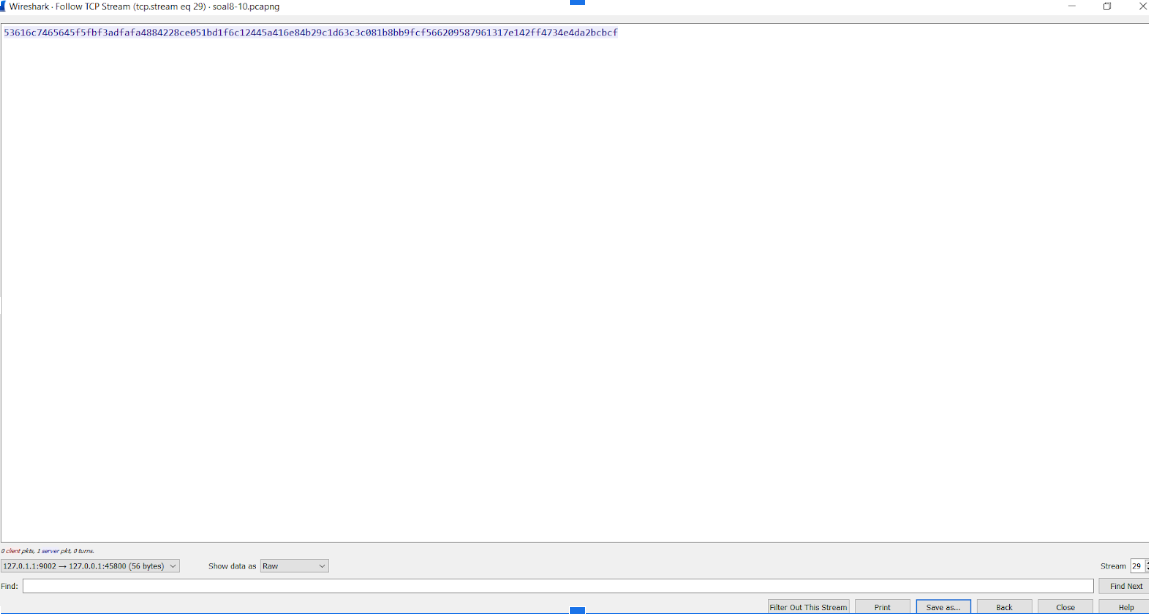 Wireshark · Follow TCP Stream (tcp.stream eq 29) · soal8-10.pcapng
53616c7465645f5fbf3adfafa4884228ce051bd1f6c12445a416e84b29c1d63c3c081b8bb9fcf566209587961317e142ff4734e4da2bcbcf
0 client pkts, 1 server pkt, 0 turns.
127.0.1.1:9002 → 127.0.0.1:45800 (56 bytes) Show data as Raw Stream 29
Find: Find Next
Filter Out This Stream Print Save as... Back Close Help